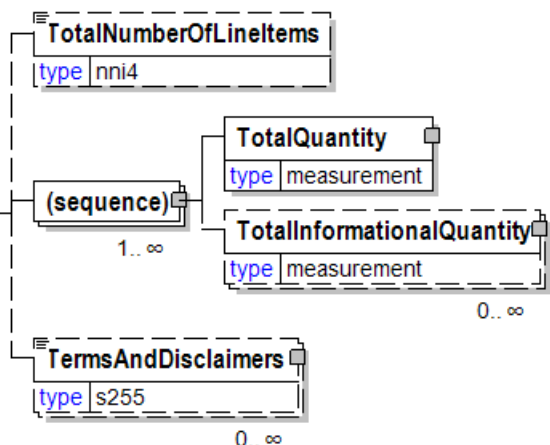 TotalNumberOfLineItems
type nni4
TotalQuantity
type measurement
(sequence)
1.. ∞
TotalInformationalQuantity
type measurement
0.. ∞
TermsAndDisclaimers
type s255
0.. ∞